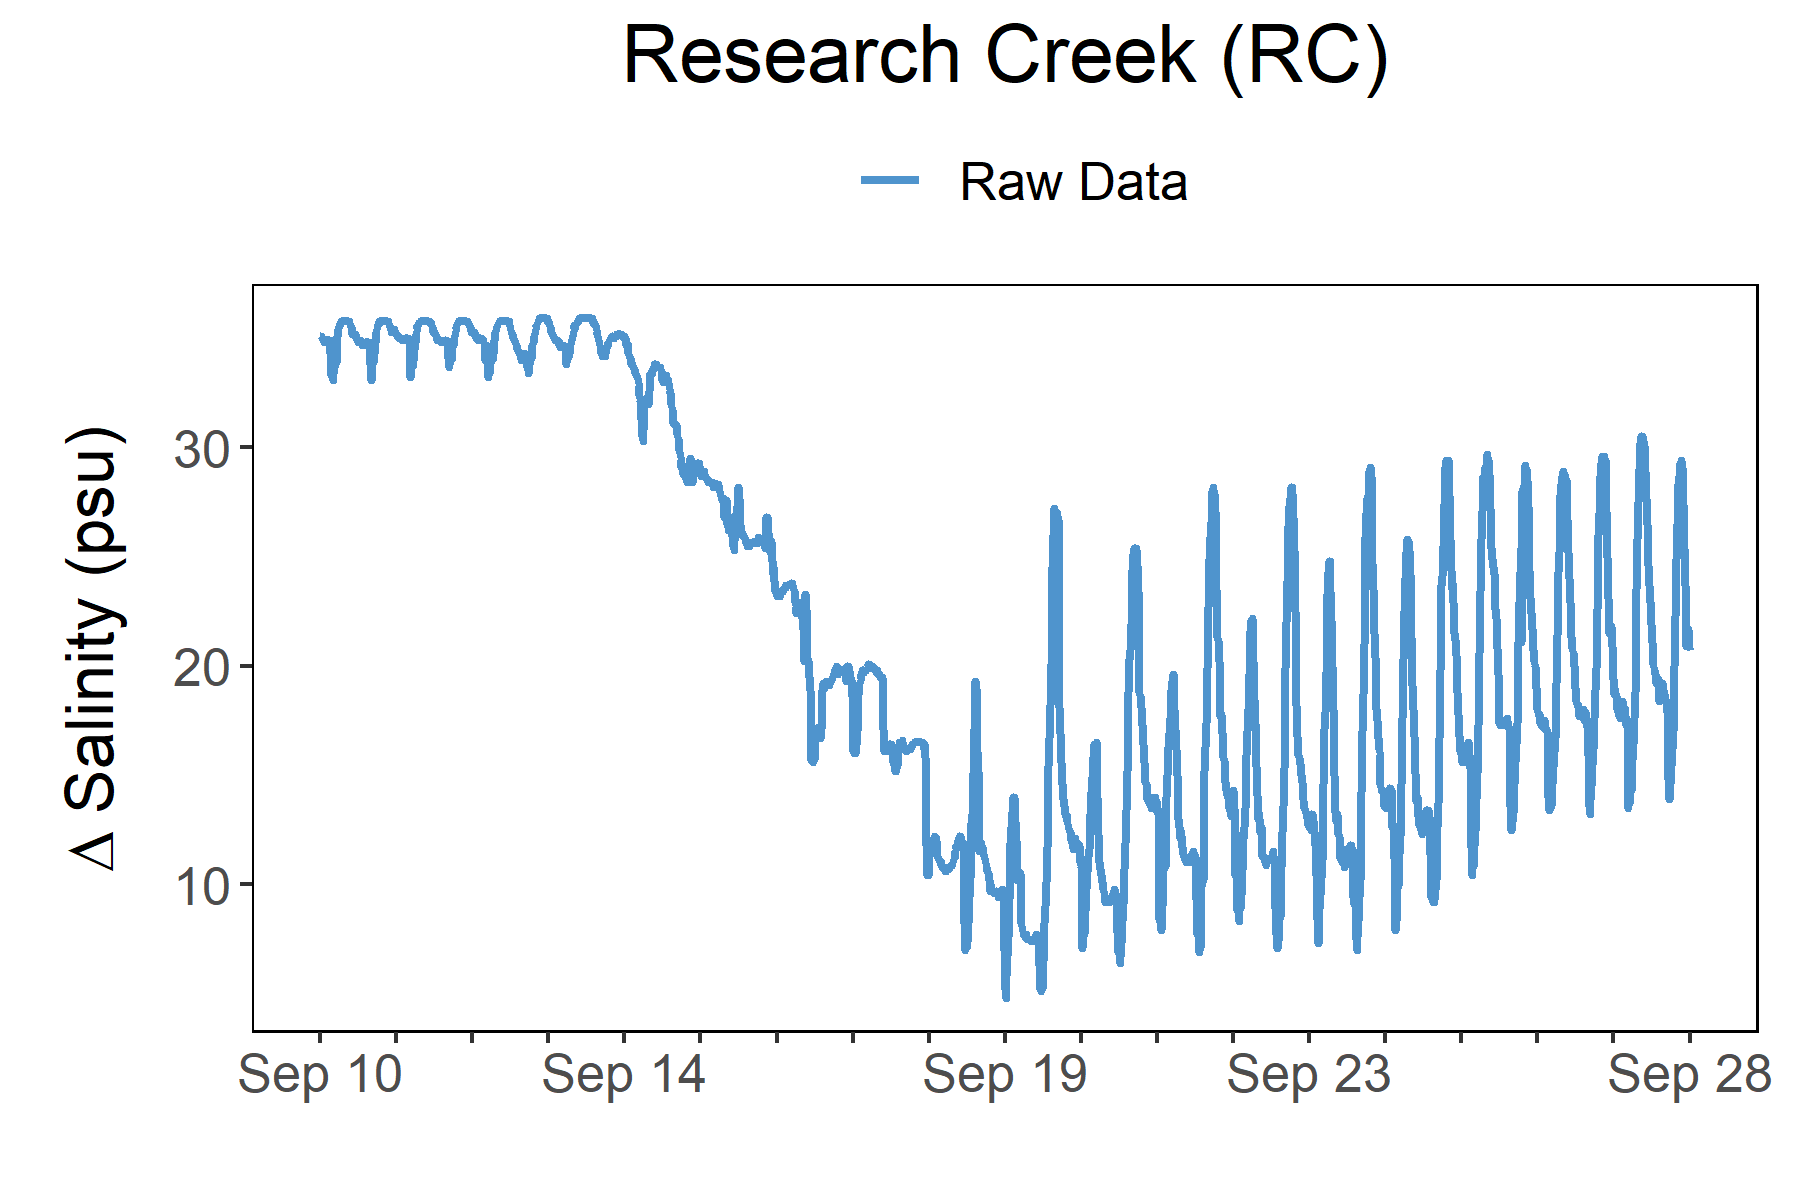 Research Creek (RC)
Raw Data
Δ Salinity (psu)
30
20
10
Sep 10 Sep 14 Sep 19 Sep 23 Sep 28